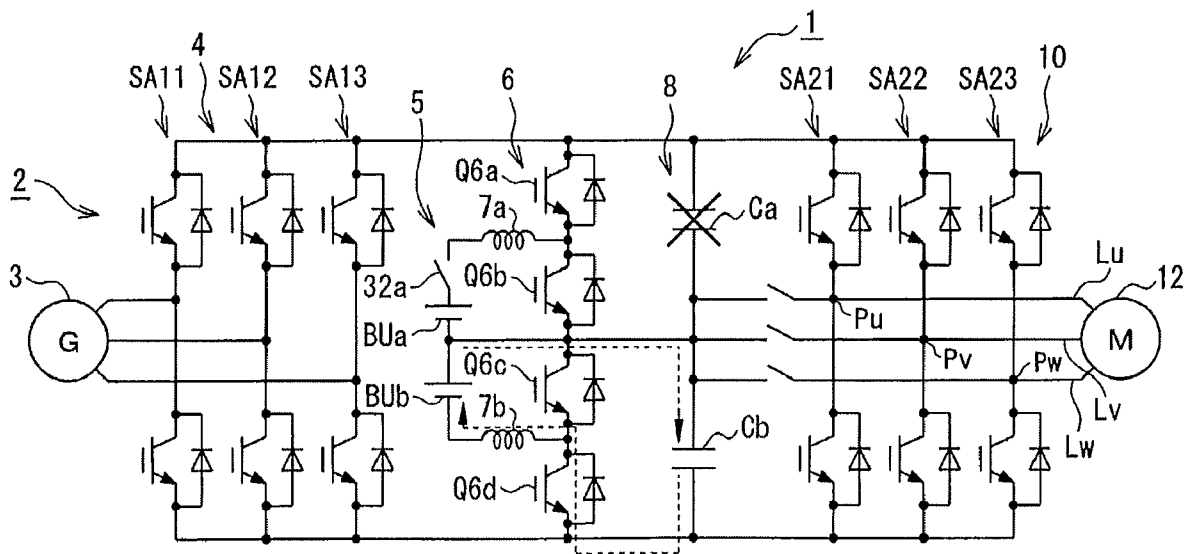 1
4
SA11
SA12
SA13
5
6
8
SA21
SA22
SA23
10
2
Q6a
7a
Ca
3
32a
Q6b
Lu
12
G
BUa
Pu
Pv
Pw
M
BUb
Q6c
7b
Cb
Lv
Lw
Q6d